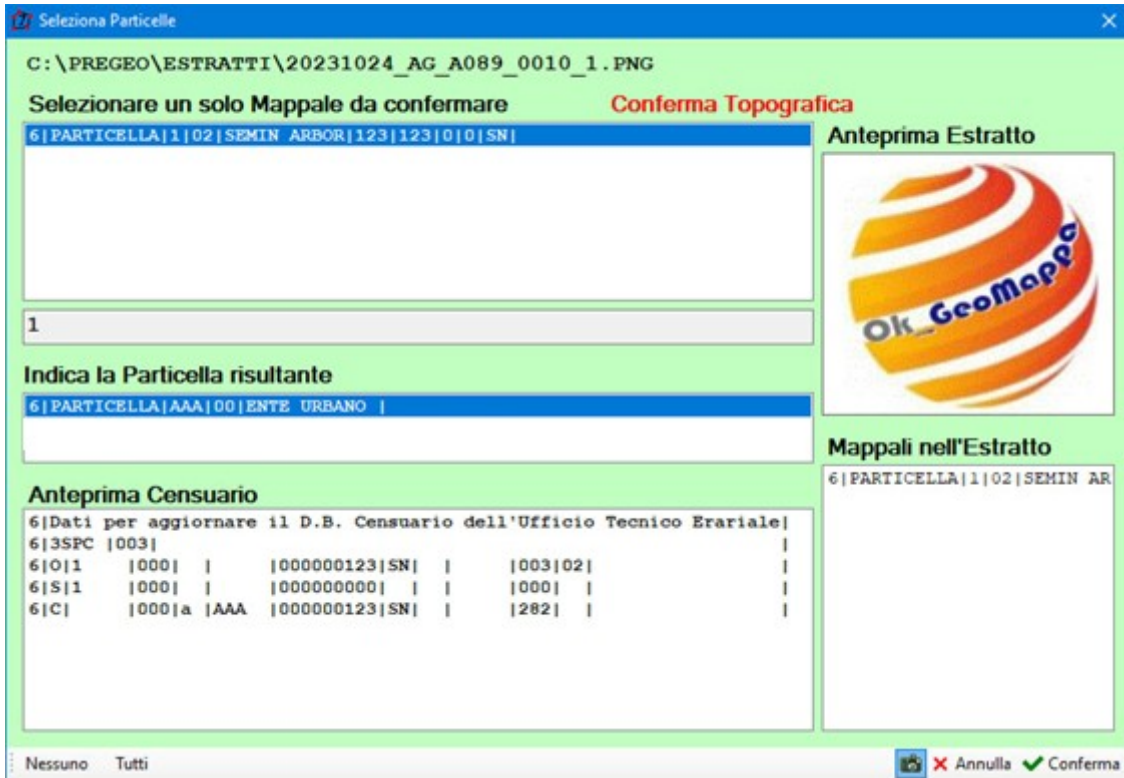 Seleziona Particelle
C:\PREGEO\ESTRATTI\20231024_AG_A089_0010_1.PNG
Selezionare un solo Mappale da confermare
Conferma Topografica
6|PARTICELLA|1|02|SEMIN ARBOR|123|123|0|0|SN|
1
Indica la Particella risultante
6|PARTICELLA|AAA|00|ENTE URBANO |
Anteprima Censuario
6|Dati per aggiornare il D.B. Censuario dell'Ufficio Tecnico Erariale|
6|3SPC |003| |
6|O|1 |000| | |000000123|SN| | |003|02| |
6|S|1 |000| | |000000000| | | |000| | |
6|C| |000|a |AAA |000000123|SN| | |282| | |
Anteprima Estratto
Ok_GeoMappa
Mappali nell'Estratto
6|PARTICELLA|1|02|SEMIN AR
Nessuno Tutti
Annulla Conferma